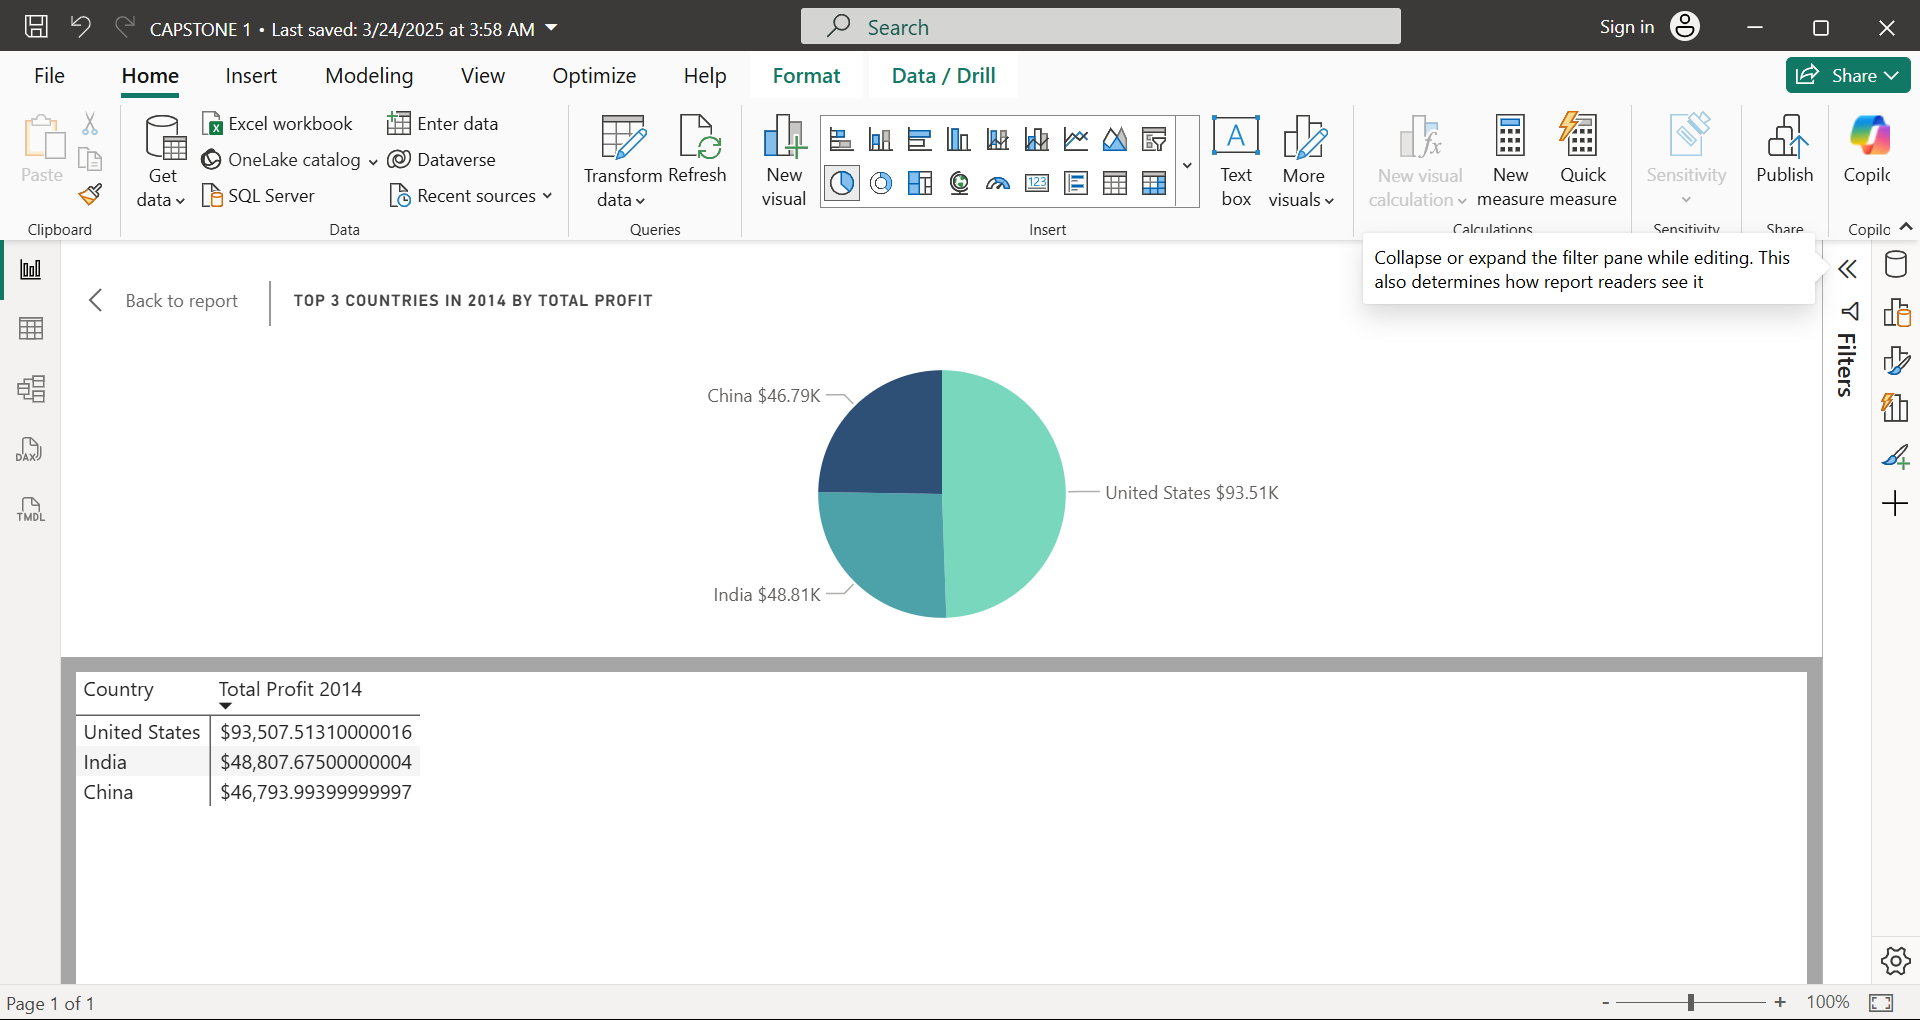 CAPSTONE 1 • Last saved: 3/24/2025 at 3:58 AM
Search
Sign in
File
Home
Insert
Modeling
View
Optimize
Help
Format
Data / Drill
Share
Paste
Clipboard
Get
data
Excel workbook
OneLake catalog
SQL Server
Enter data
Dataverse
Recent sources
Data
Transform
data
Refresh
Queries
New
visual
123
A
Text
box
More
visuals
Insert
fx
New visual
calculation
New
measure
Quick
measure
Calculations
Sensitivity
Sensitivity
Publish
Share
Copilc
Copilc
Collapse or expand the filter pane while editing. This
also determines how report readers see it
Filters
DAX
TMDL
Back to report
TOP 3 COUNTRIES IN 2014 BY TOTAL PROFIT
China $46.79K
United States $93.51K
India $48.81K
Country Total Profit 2014
United States $93,507.51310000016
India $48,807.67500000004
China $46,793.99399999997
Page 1 of 1
- + 100%